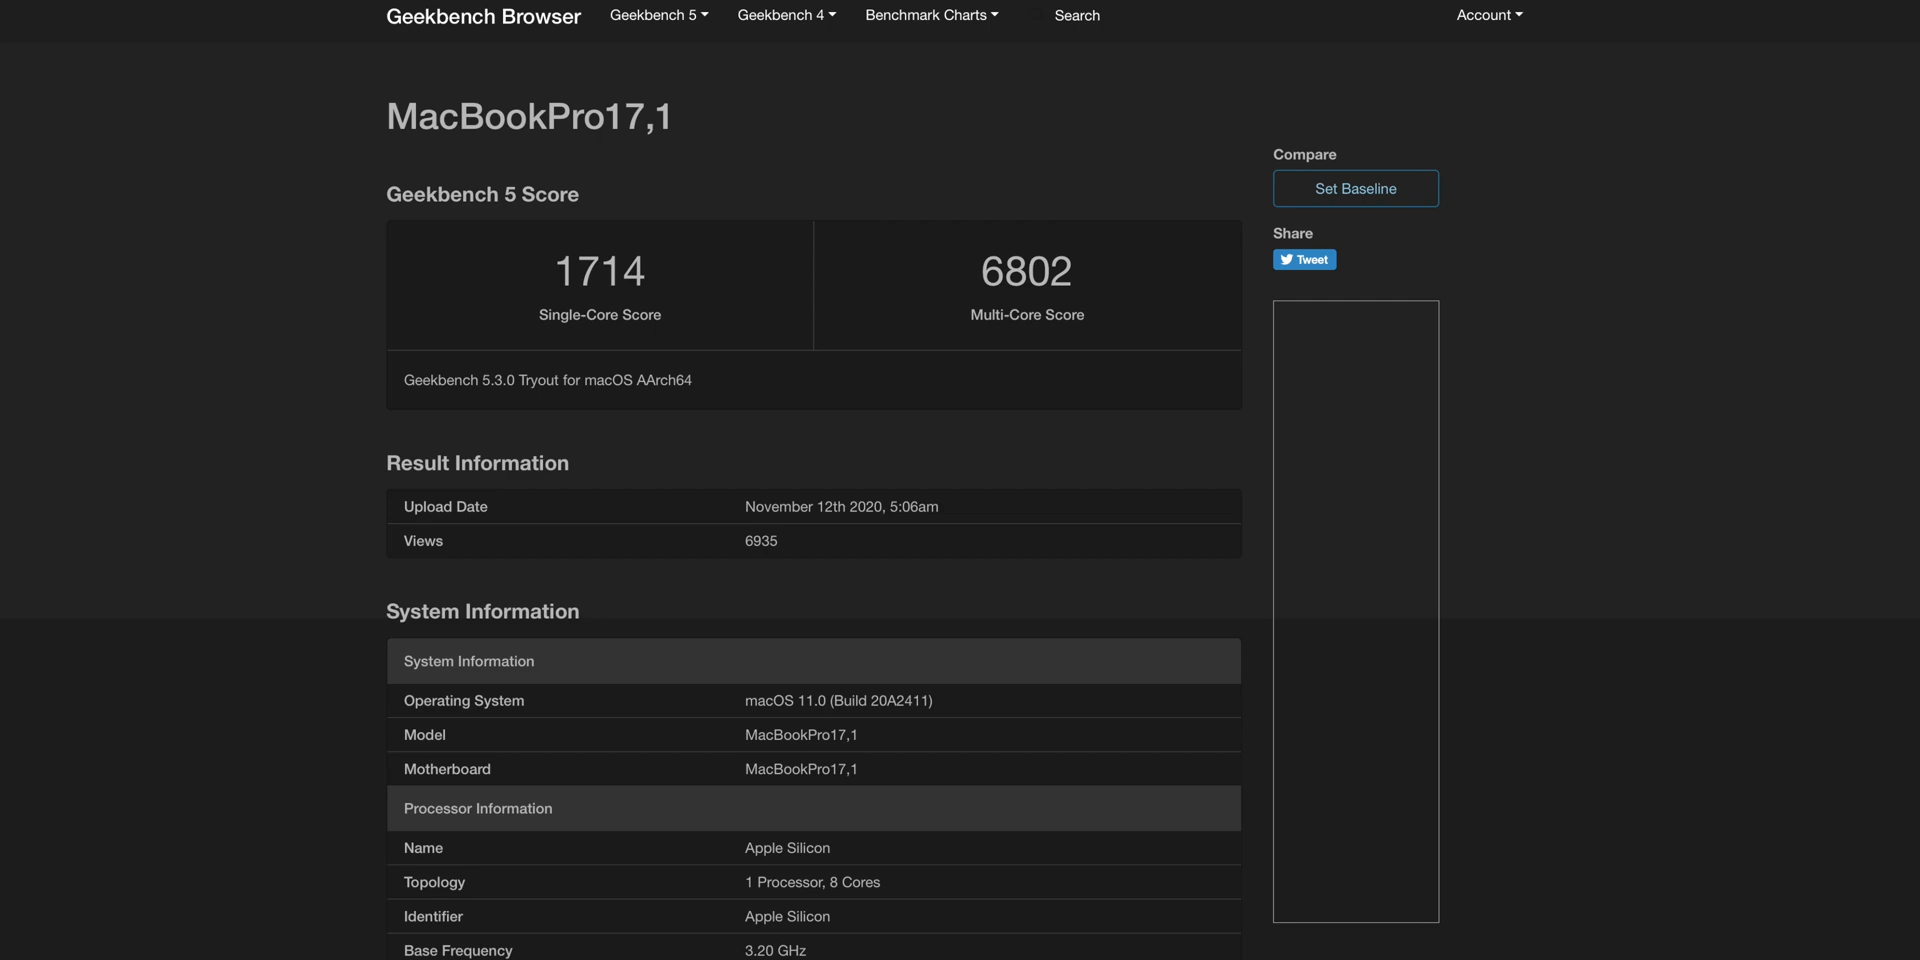 Geekbench Browser Geekbench 5 Geekbench 4 Benchmark Charts Search Account
MacBookPro17,1
Compare
Set Baseline
Share
Tweet
Geekbench 5 Score
1714 6802
Single-Core Score Multi-Core Score
Geekbench 5.3.0 Tryout for macOS AArch64
Result Information
Upload Date November 12th 2020, 5:06am
Views 6935
System Information
System Information
Operating System macOS 11.0 (Build 20A2411)
Model MacBookPro17,1
Motherboard MacBookPro17,1
Processor Information
Name Apple Silicon
Topology 1 Processor, 8 Cores
Identifier Apple Silicon
Base Frequency 3.20 GHz